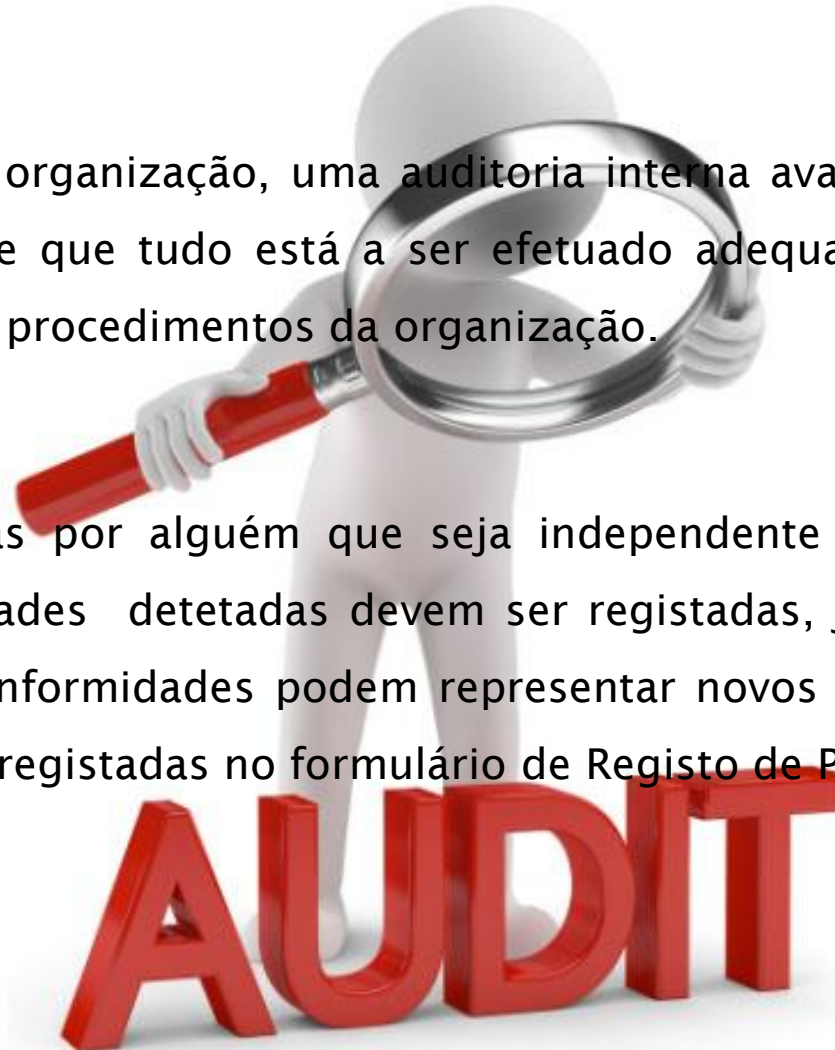 organização, uma auditoria interna ava
e que tudo está a ser efetuado adequa
procedimentos da organização.
as por alguém que seja independente
ades detetadas devem ser registadas,
nformidades podem representar novos
registadas no formulário de Registo de P
AUDIT